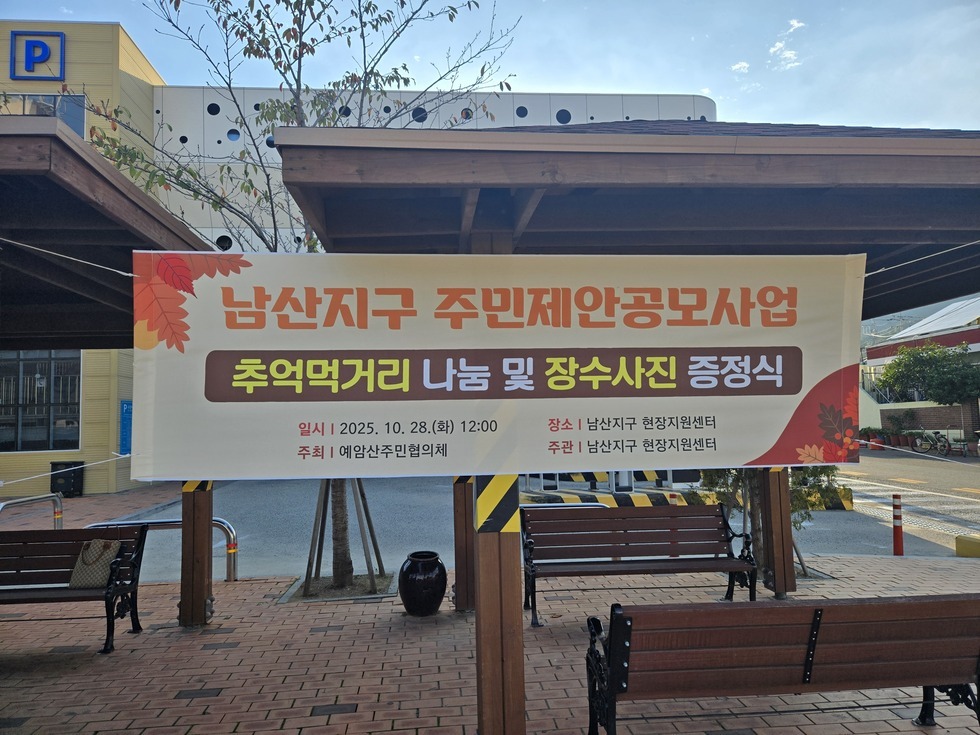 P
남산지구 주민제안공모사업
추억먹거리 나눔 및 장수사진 증정식
일시 | 2025. 10. 28.(화) 12:00
장소 | 남산지구 현장지원센터
주최 | 예암산주민협의체
주관 | 남산지구 현장지원센터